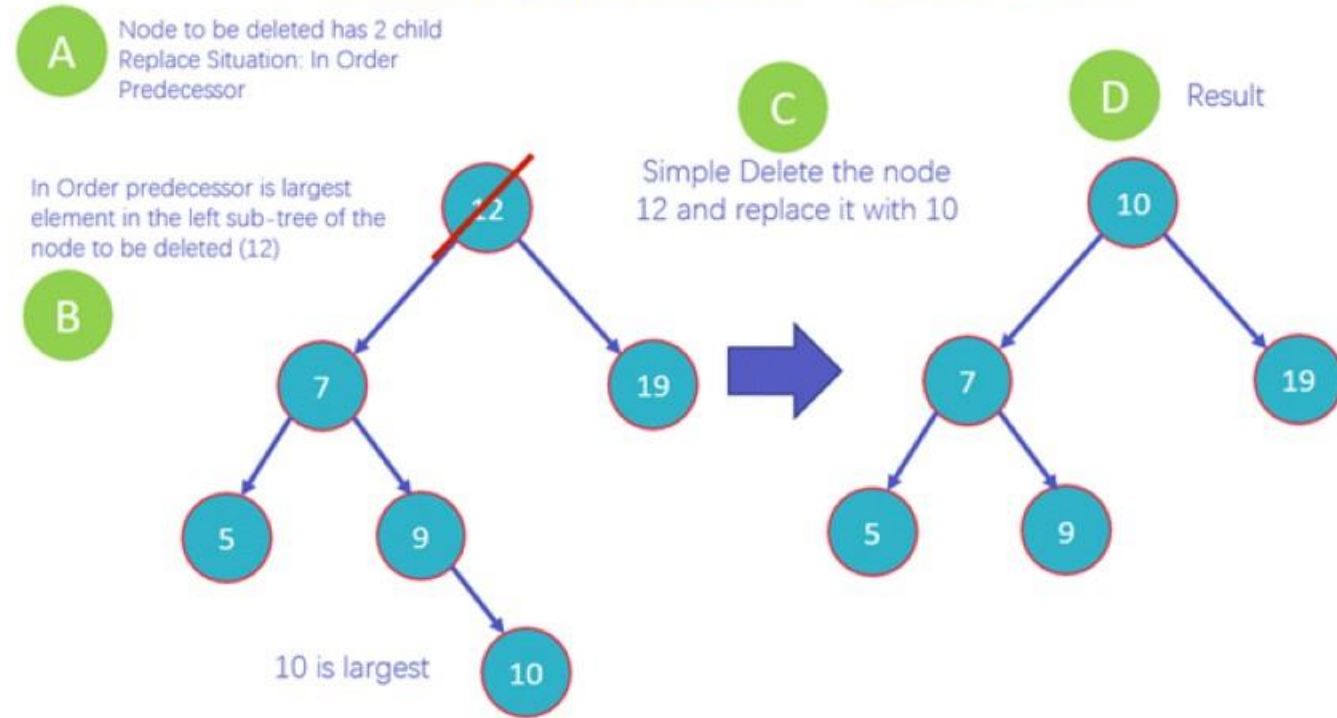 A
Node to be deleted has 2 child
Replace Situation: In Order
Predecessor
In Order predecessor is largest
element in the left sub-tree of the
node to be deleted (12)
B
12
7
19
5
9
10 is largest
10
C
Simple Delete the node
12 and replace it with 10
D
Result
10
7
19
5
9